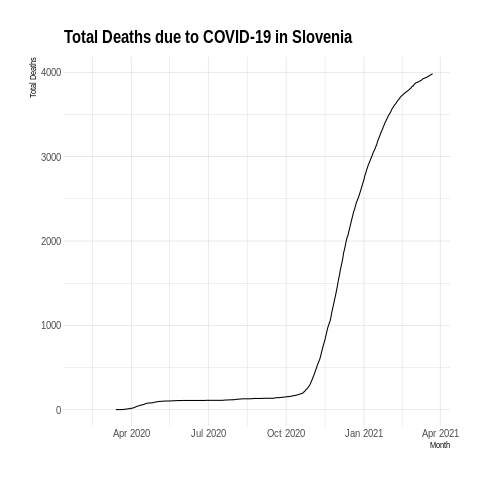 Total Deaths due to COVID-19 in Slovenia
Total Deaths
4000
3000
2000
1000
0
Apr 2020 Jul 2020 Oct 2020 Jan 2021 Apr 2021
Month